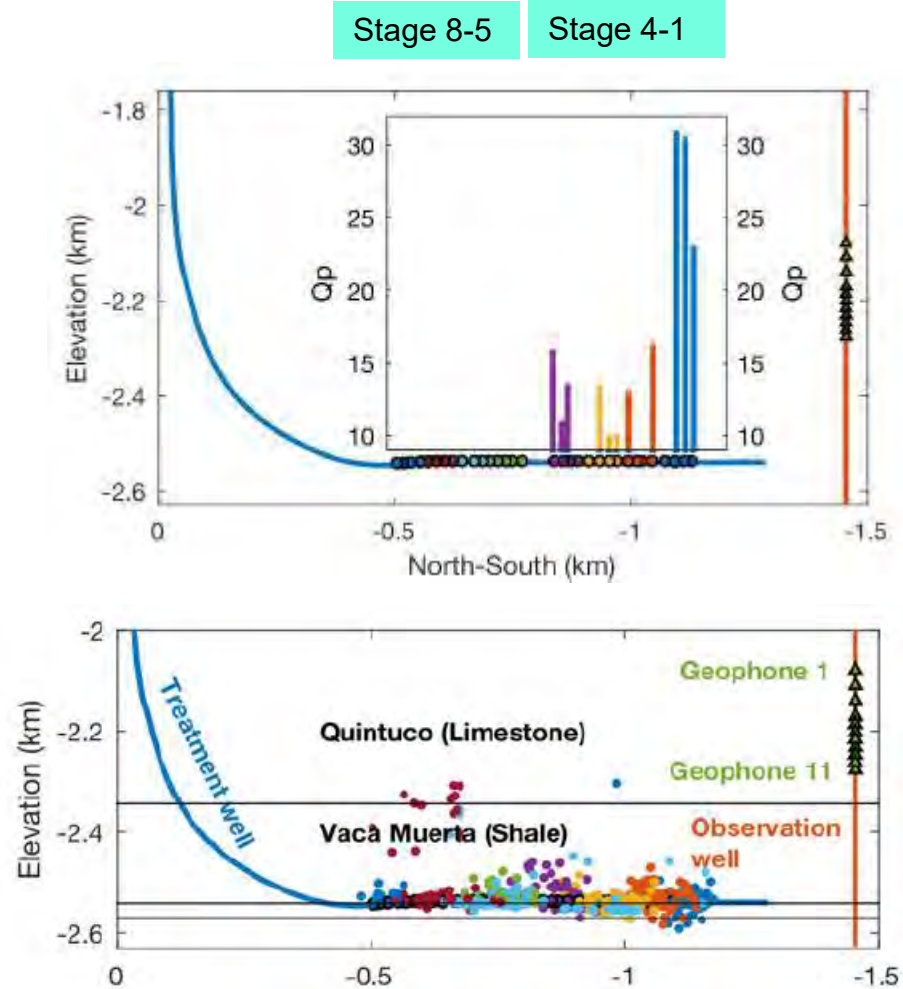 Stage 8-5 Stage 4-1
-1.8
-2
-2.2
-2.4
-2.6
Elevation (km)
30
25
20
15
10
Qp
30
25
20
15
10
Qp
0 -0.5 -1 -1.5
North-South (km)
-2
-2.2
-2.4
-2.6
Elevation (km)
Treatment well
Quintuco (Limestone)
Vaca Muerta (Shale)
Geophone 1
Geophone 11
Observation
well
0 -0.5 -1 -1.5